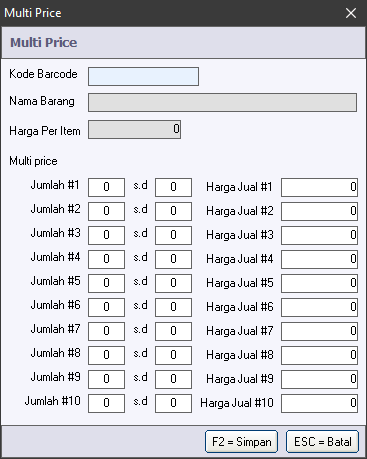 Multi Price
Multi Price
Kode Barcode
Nama Barang
Harga Per Item 0
Multi price
Jumlah #1 0 s.d 0 Harga Jual #1 0
Jumlah #2 0 s.d 0 Harga Jual #2 0
Jumlah #3 0 s.d 0 Harga Jual #3 0
Jumlah #4 0 s.d 0 Harga Jual #4 0
Jumlah #5 0 s.d 0 Harga Jual #5 0
Jumlah #6 0 s.d 0 Harga Jual #6 0
Jumlah #7 0 s.d 0 Harga Jual #7 0
Jumlah #8 0 s.d 0 Harga Jual #8 0
Jumlah #9 0 s.d 0 Harga Jual #9 0
Jumlah #10 0 s.d 0 Harga Jual #10 0
F2 = Simpan ESC = Batal